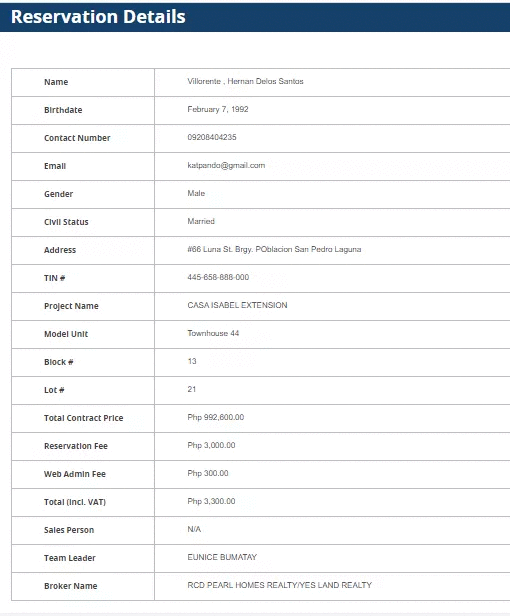 Reservation Details
Name Villorente , Hernan Delos Santos
Birthdate February 7, 1992
Contact Number 09208404235
Email katpando@gmail.com
Gender Male
Civil Status Married
Address #66 Luna St. Brgy. POblacion San Pedro Laguna
TIN # 445-658-888-000
Project Name CASA ISABEL EXTENSION
Model Unit Townhouse 44
Block # 13
Lot # 21
Total Contract Price Php 992,600.00
Reservation Fee Php 3,000.00
Web Admin Fee Php 300.00
Total (incl. VAT) Php 3,300.00
Sales Person N/A
Team Leader EUNICE BUMATAY
Broker Name RCD PEARL HOMES REALTY/YES LAND REALTY